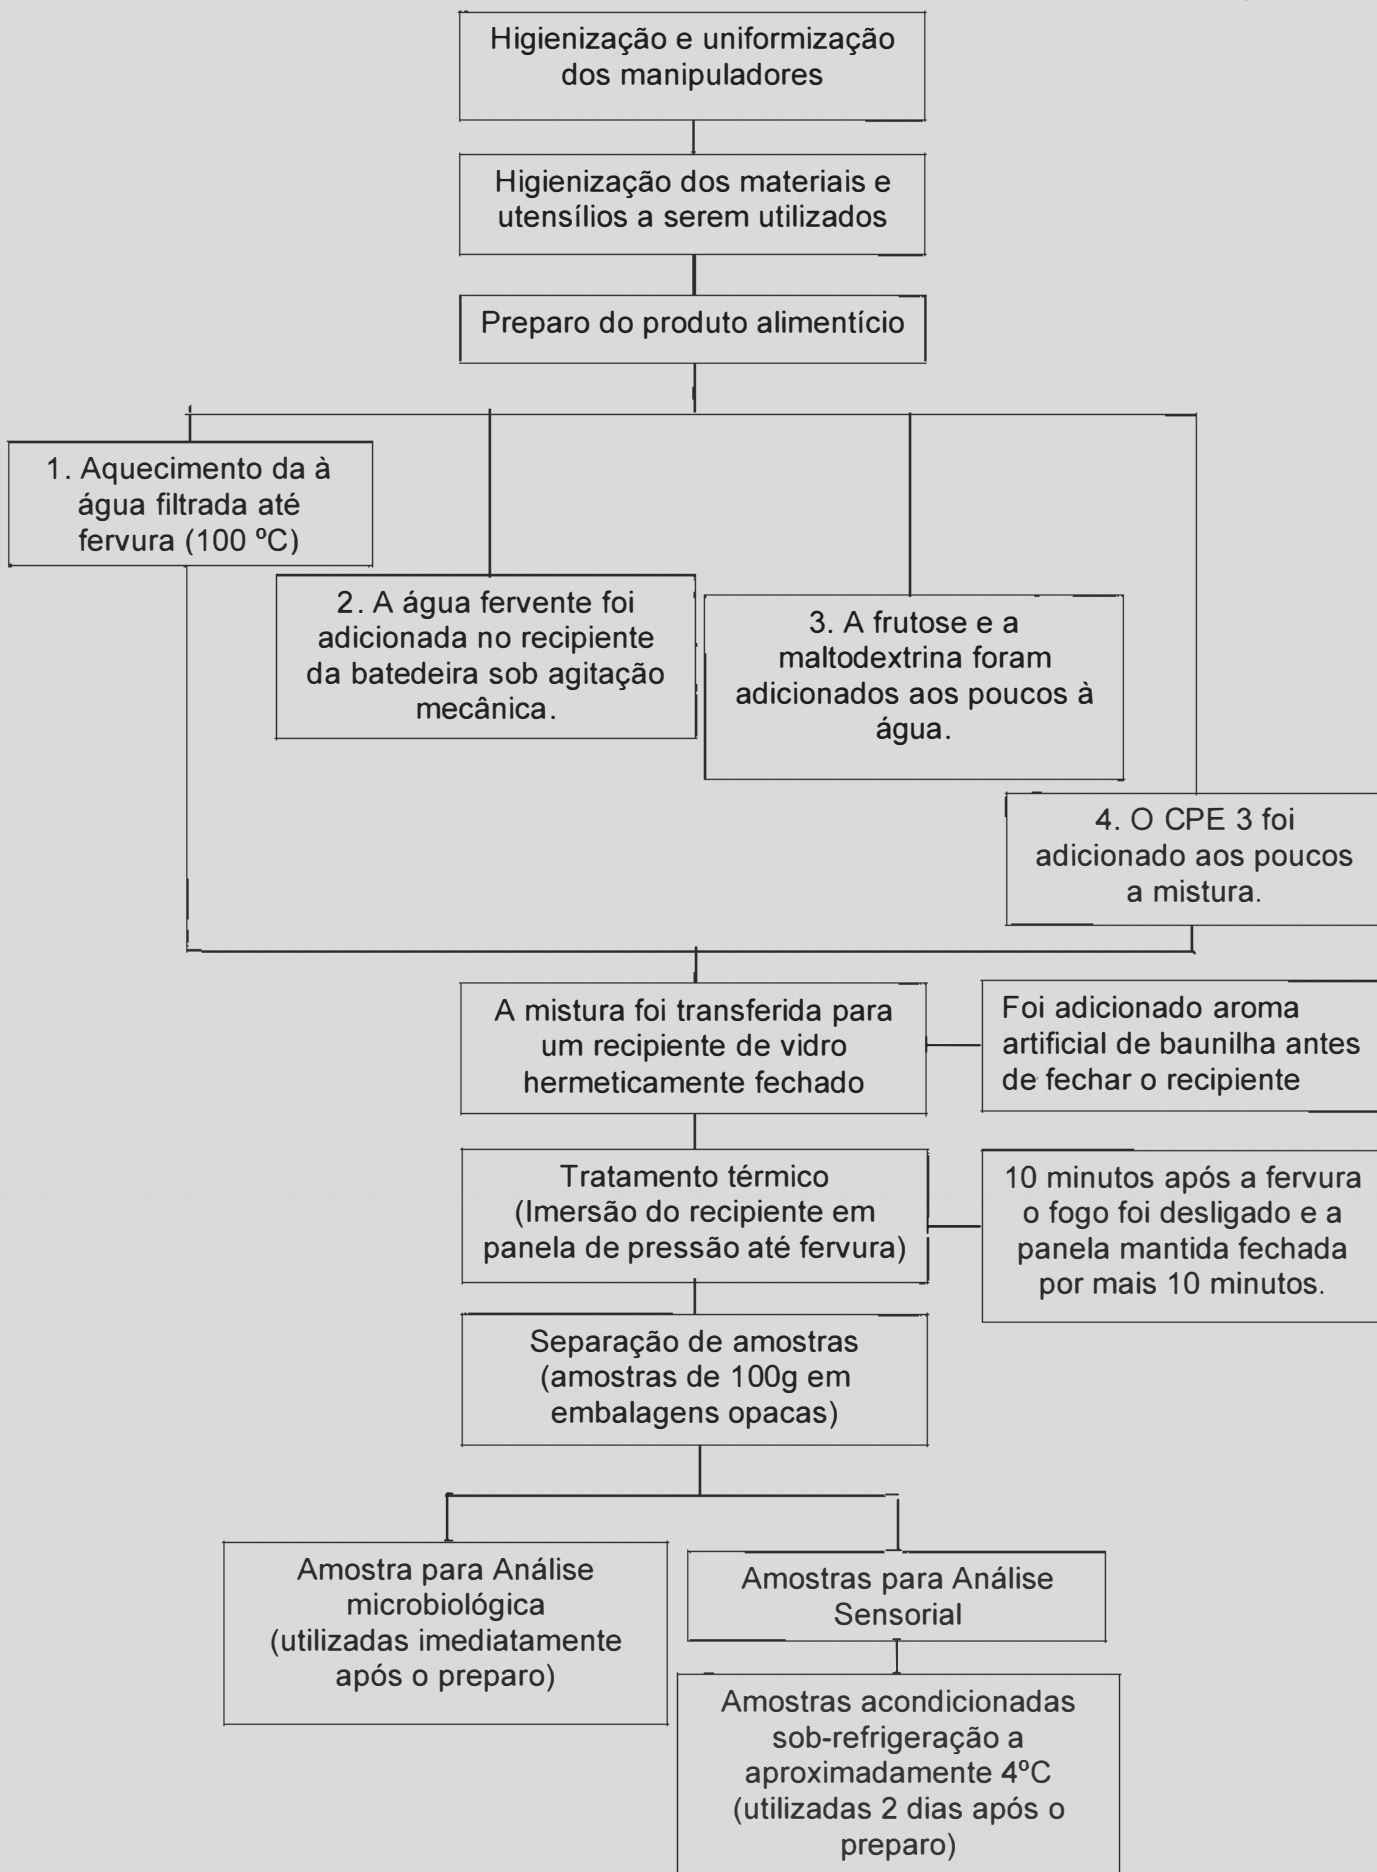 Higienização e uniformização
dos manipuladores
Higienização dos materiais e
utensílios a serem utilizados
Preparo do produto alimentício
1. Aquecimento da à
água filtrada até
fervura (100 ºC)
2. A água fervente foi
adicionada no recipiente
da batedeira sob agitação
mecânica.
3. A frutose e a
maltodextrina foram
adicionados aos poucos à
água.
4. O CPE 3 foi
adicionado aos poucos
a mistura.
A mistura foi transferida para
um recipiente de vidro
hermeticamente fechado
Foi adicionado aroma
artificial de baunilha antes
de fechar o recipiente
Tratamento térmico
(Imersão do recipiente em
panela de pressão até fervura)
10 minutos após a fervura
o fogo foi desligado e a
panela mantida fechada
por mais 10 minutos.
Separação de amostras
(amostras de 100g em
embalagens opacas)
Amostra para Análise
microbiológica
(utilizadas imediatamente
após o preparo)
Amostras para Análise
Sensorial
Amostras acondicionadas
sob-refrigeração a
aproximadamente 4ºC
(utilizadas 2 dias após o
preparo)